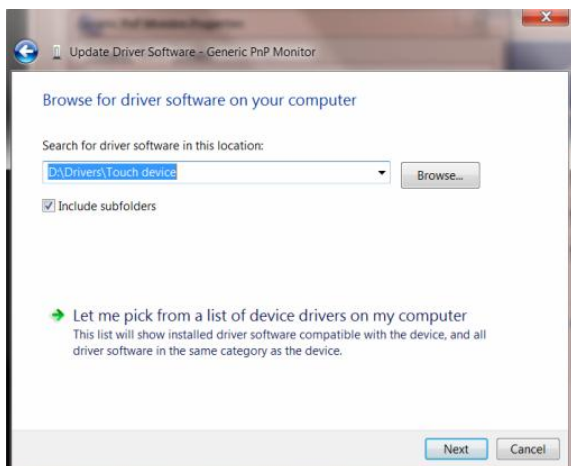 Update Driver Software - Generic PnP Monitor
Browse for driver software on your computer
Search for driver software in this location:
D:\Drivers\Touch device
Browse...
Include subfolders
Let me pick from a list of device drivers on my computer
This list will show installed driver software compatible with the device, and all
driver software in the same category as the device.
Next
Cancel